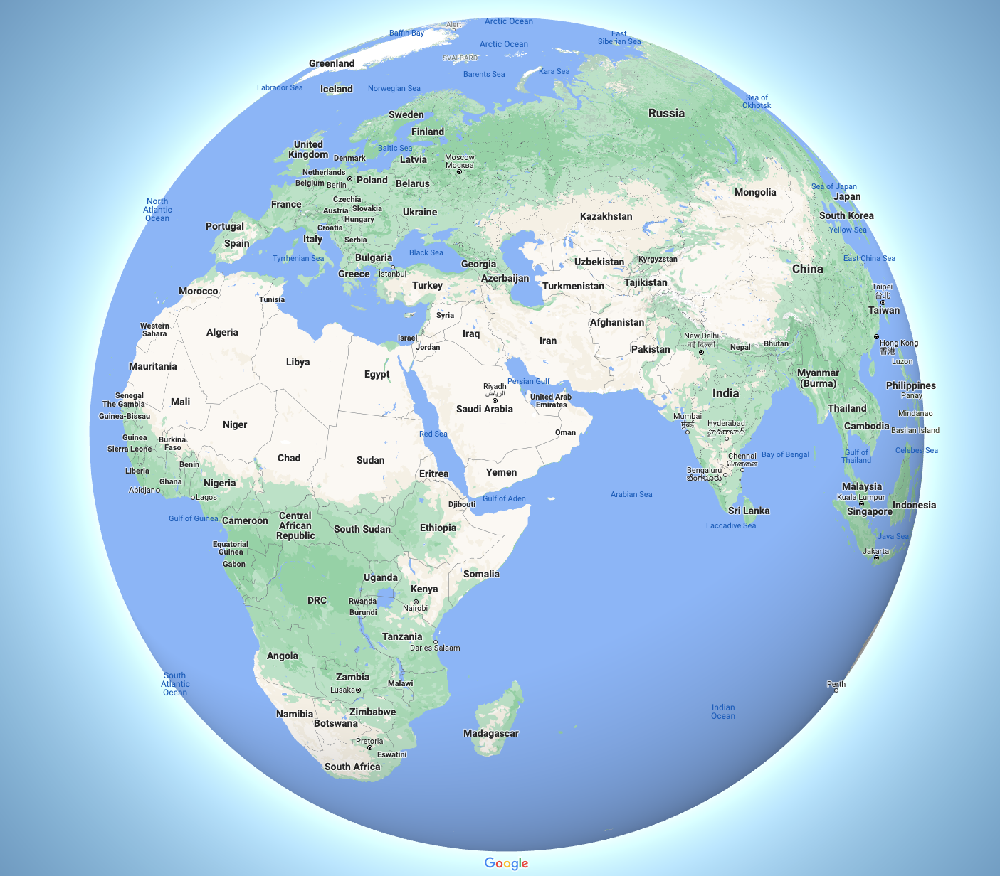 Arctic Ocean
Alert
Baffin Bay
East
Siberian Sea
Arctic Ocean
SVALBARD
Greenland
Kara Sea
Barents Sea
Labrador Sea
Iceland
Norwegian Sea
Sea of
Okhotsk
Sweden
Russia
Finland
United
Kingdom
Baltic Sea
Denmark
Latvia
Moscow
Москва
Netherlands
Belgium
Berlin
Poland
Belarus
Sea of Japan
Mongolia
Japan
North
Atlantic
Ocean
France
Czechia
Austria
Slovakia
Hungary
Ukraine
Kazakhstan
South Korea
Portugal
Croatia
Yellow Sea
Spain
Italy
Serbia
Tyrrhenian Sea
Bulgaria
Black Sea
Georgia
Uzbekistan
Kyrgyzstan
East China Sea
China
Greece
Istanbul
Azerbaijan
Turkey
Turkmenistan
Tajikistan
Morocco
Tunisia
Taipei
台北
Taiwan
Syria
Western
Sahara
Algeria
Iraq
Afghanistan
Israel
Jordan
Iran
New Delhi
नई दिल्ली
Nepal
Bhutan
Hong Kong
香港
Pakistan
Libya
Mauritania
Luzon
Egypt
Myanmar
(Burma)
Persian Gulf
Riyadh
الرياض
Philippines
Panay
Senegal
The Gambia
Mali
United Arab
Emirates
India
Saudi Arabia
Thailand
Mindanao
Guinea-Bissau
Mumbai
मुंबई
Hyderabad
హైదరాబాద్
Niger
Cambodia
Basilan Island
Red Sea
Oman
Guinea
Burkina
Faso
Sierra Leone
Celebes Sea
Bay of Bengal
Gulf of
Thailand
Chennai
சென்னை
Chad
Sudan
Benin
Liberia
Eritrea
Yemen
Bengaluru
ಬೆಂಗಳೂರು
Ghana
Nigeria
Malaysia
Abidjan
Lagos
Kuala Lumpur
Arabian Sea
Gulf of Aden
Djibouti
Indonesia
Singapore
Sri Lanka
Gulf of Guinea
Cameroon
Central
African
Republic
South Sudan
Ethiopia
Laccadive Sea
Java Sea
Equatorial
Guinea
Gabon
Jakarta
Somalia
Uganda
Kenya
DRC
Rwanda
Burundi
Nairobi
Tanzania
Dar es Salaam
Angola
South
Atlantic
Ocean
Zambia
Lusaka
Malawi
Perth
Namibia
Zimbabwe
Botswana
Indian
Ocean
Madagascar
Pretoria
Eswatini
South Africa
Google